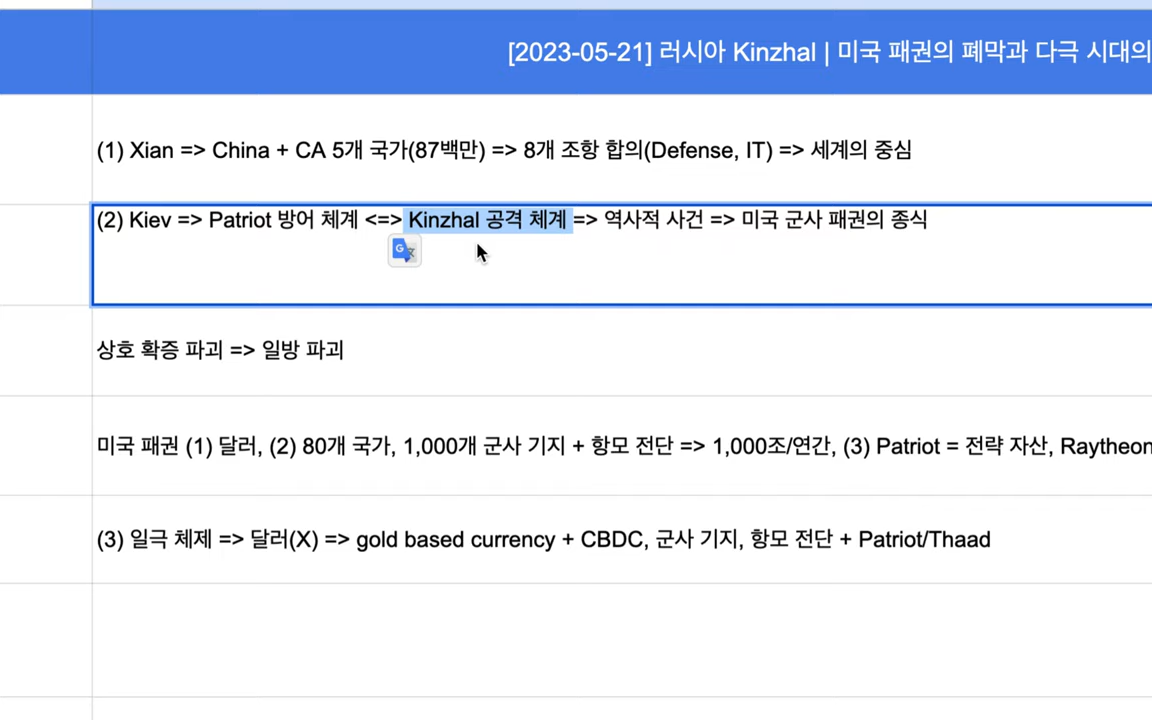 [2023-05-21] 러시아 Kinzhal | 미국 패권의 폐막과 다극 시대의
(1) Xian => China + CA 5개 국가(87백만) => 8개 조항 합의(Defense, IT) => 세계의 중심
(2) Kiev => Patriot 방어 체계 <=> Kinzhal 공격 체계 => 역사적 사건 => 미국 군사 패권의 종식
상호 확증 파괴 => 일방 파괴
미국 패권 (1) 달러, (2) 80개 국가, 1,000개 군사 기지 + 항모 전단 => 1,000조/연간, (3) Patriot = 전략 자산, Raytheon
(3) 일극 체제 => 달러(X) => gold based currency + CBDC, 군사 기지, 항모 전단 + Patriot/Thaad